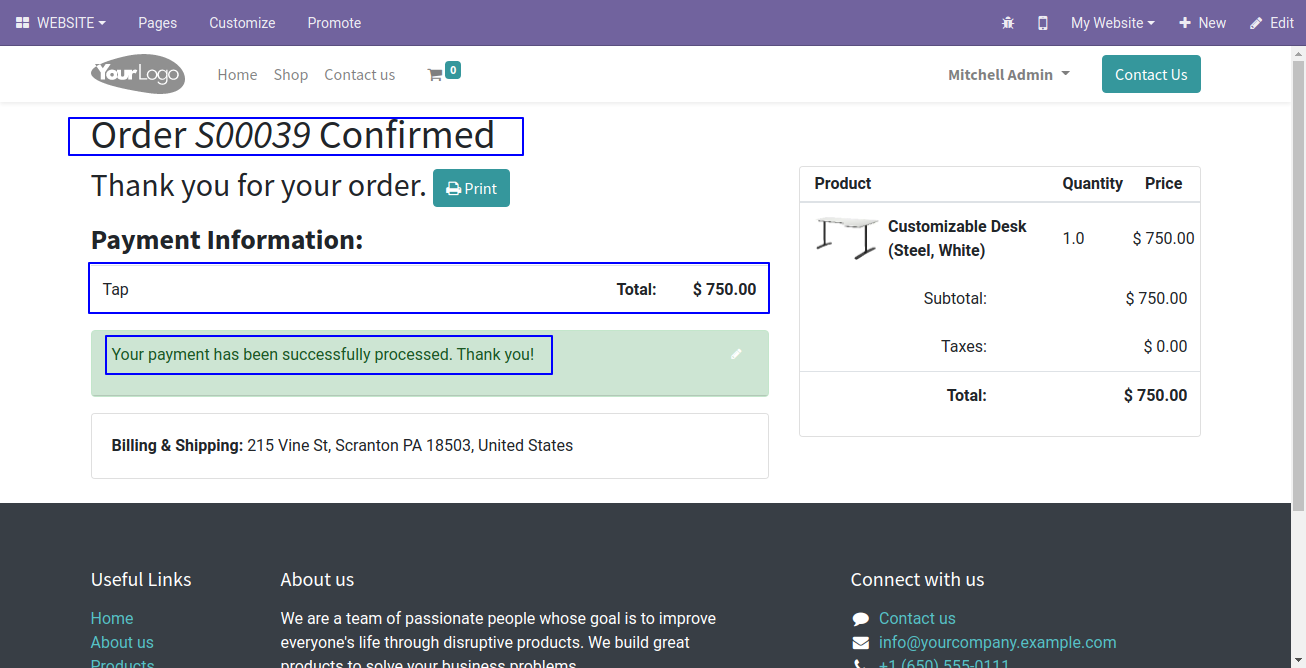 WEBSITE Pages Customize Promote My Website New Edit
YourLogo Home Shop Contact us 0 Mitchell Admin Contact Us
Order S00039 Confirmed
Thank you for your order. Print
Payment Information:
Tap Total: $ 750.00
Your payment has been successfully processed. Thank you!
Billing & Shipping: 215 Vine St, Scranton PA 18503, United States
Product Quantity Price
Customizable Desk
(Steel, White) 1.0 $ 750.00
Subtotal: $ 750.00
Taxes: $ 0.00
Total: $ 750.00
Useful Links
Home
About us
Products
About us
We are a team of passionate people whose goal is to improve
everyone's life through disruptive products. We build great
products to solve your business problems.
Connect with us
Contact us
info@yourcompany.example.com
+1 (650) 555-0111